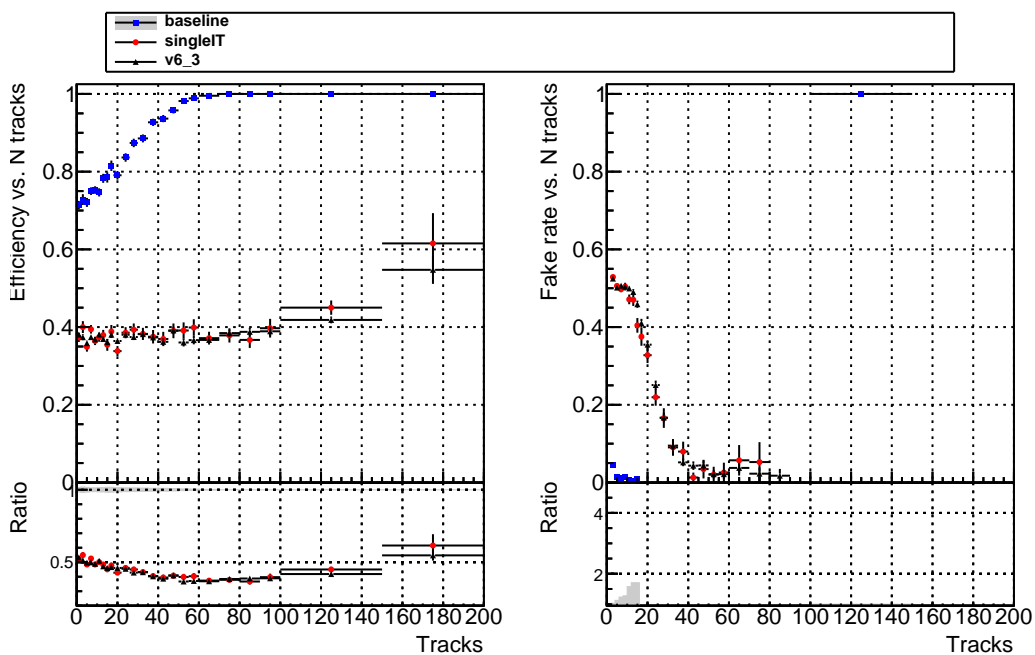 baseline
singleIT
v6_3
Efficiency vs. N tracks
1
0.8
0.6
0.4
0.2
0
Ratio
1
0.5
0 20 40 60 80 100 120 140 160 180 200
Tracks
Fake rate vs. N tracks
1
0.8
0.6
0.4
0.2
0
Ratio
4
2
0 20 40 60 80 100 120 140 160 180 200
Tracks